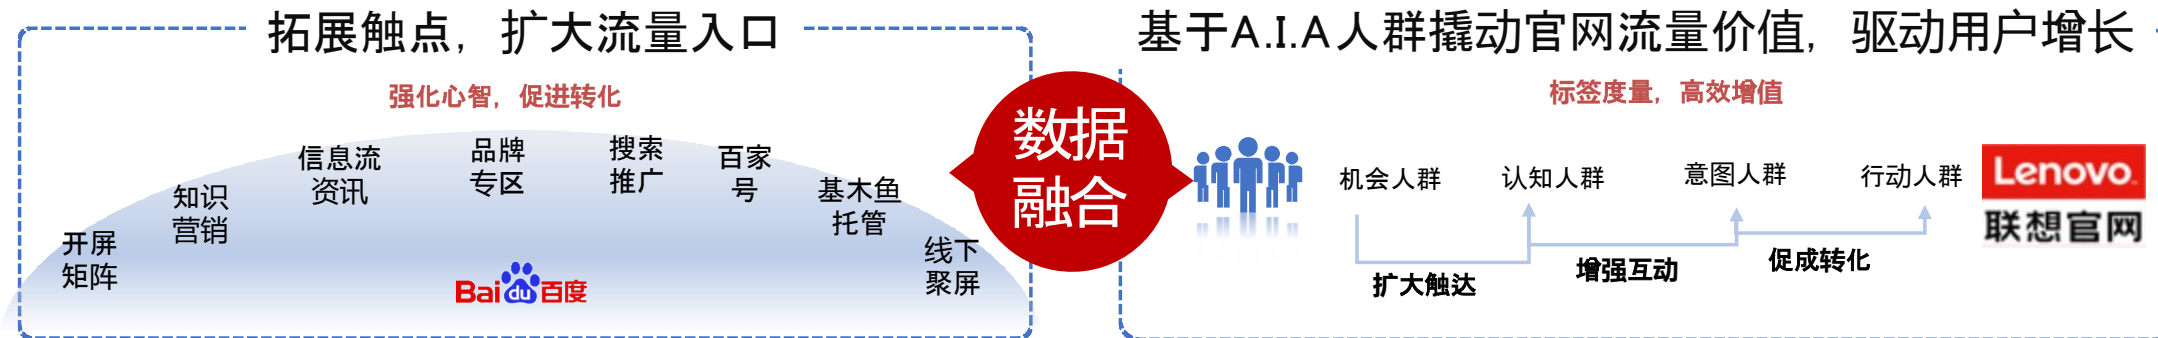 拓展触点，扩大流量入口
强化心智，促进转化
开屏
矩阵
知识
营销
信息流
资讯
品牌
专区
搜索
推广
百家
号
基木鱼
托管
线下
聚屏
Bai du 百度
数据
融合
基于A.I.A人群撬动官网流量价值，驱动用户增长
标签度量，高效增值
机会人群
认知人群
意图人群
行动人群
扩大触达
增强互动
促成转化
Lenovo.
联想官网